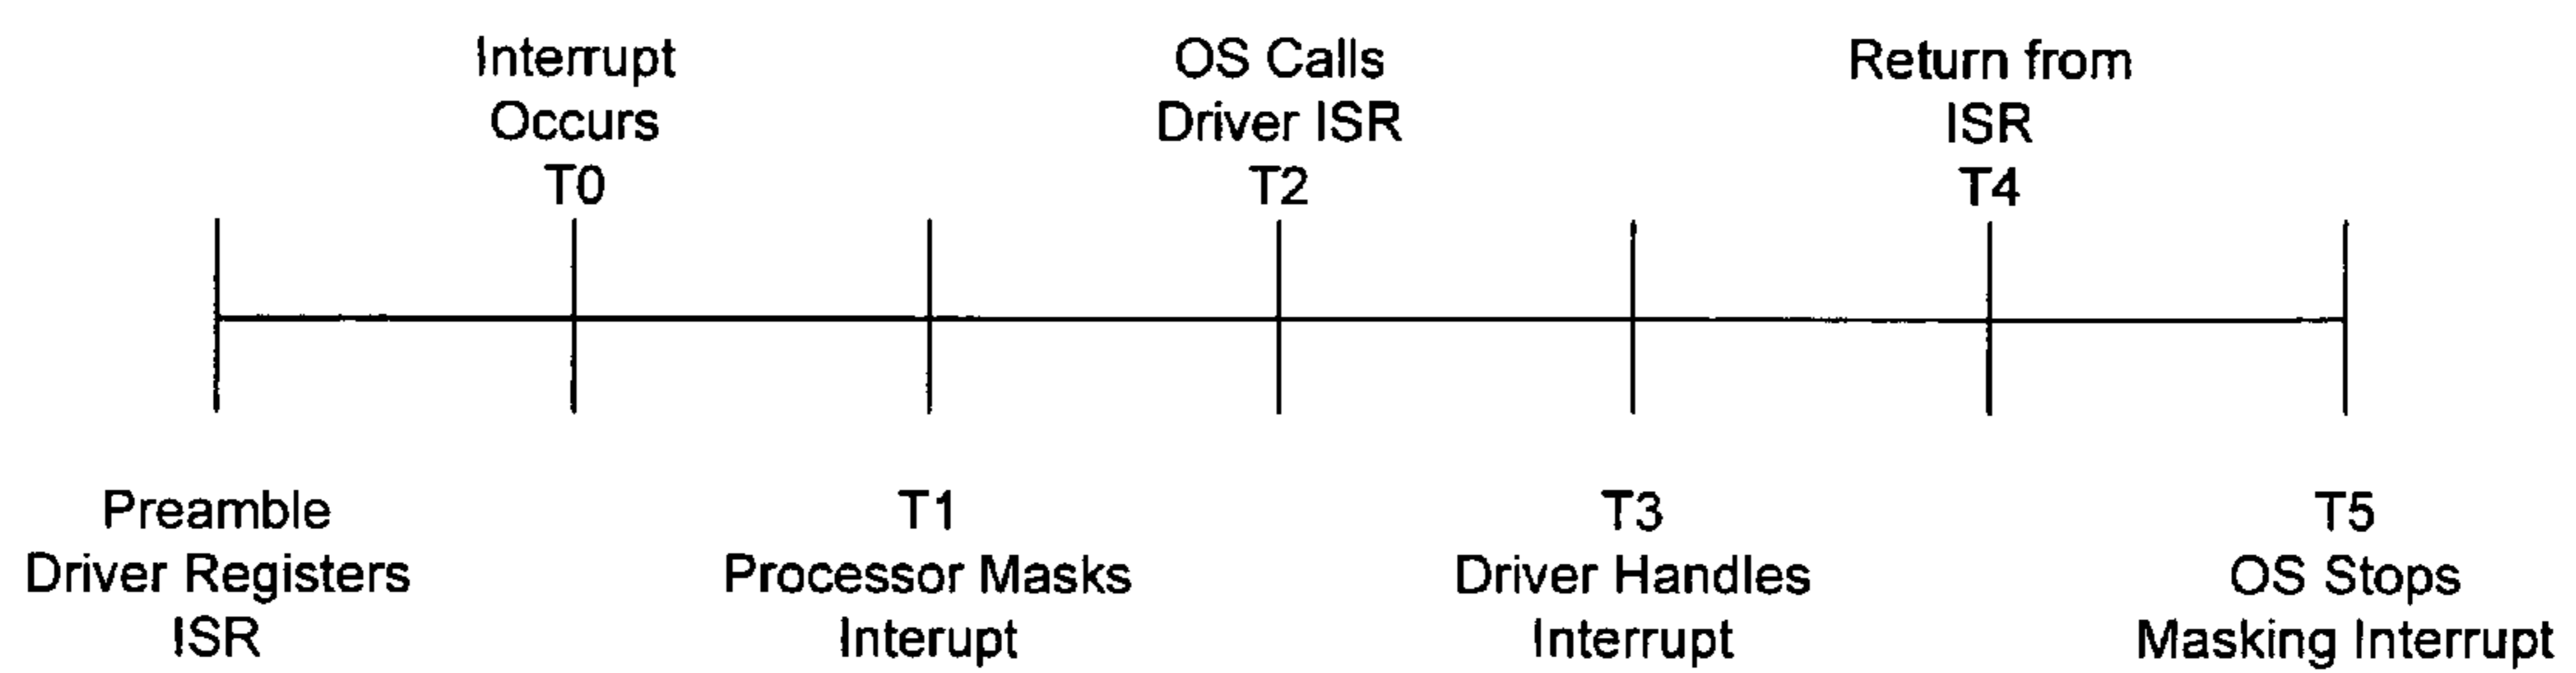 Interrupt
Occurs
T0
OS Calls
Driver ISR
T2
Return from
ISR
T4
Preamble
Driver Registers
ISR
T1
Processor Masks
Interupt
T3
Driver Handles
Interrupt
T5
OS Stops
Masking Interrupt